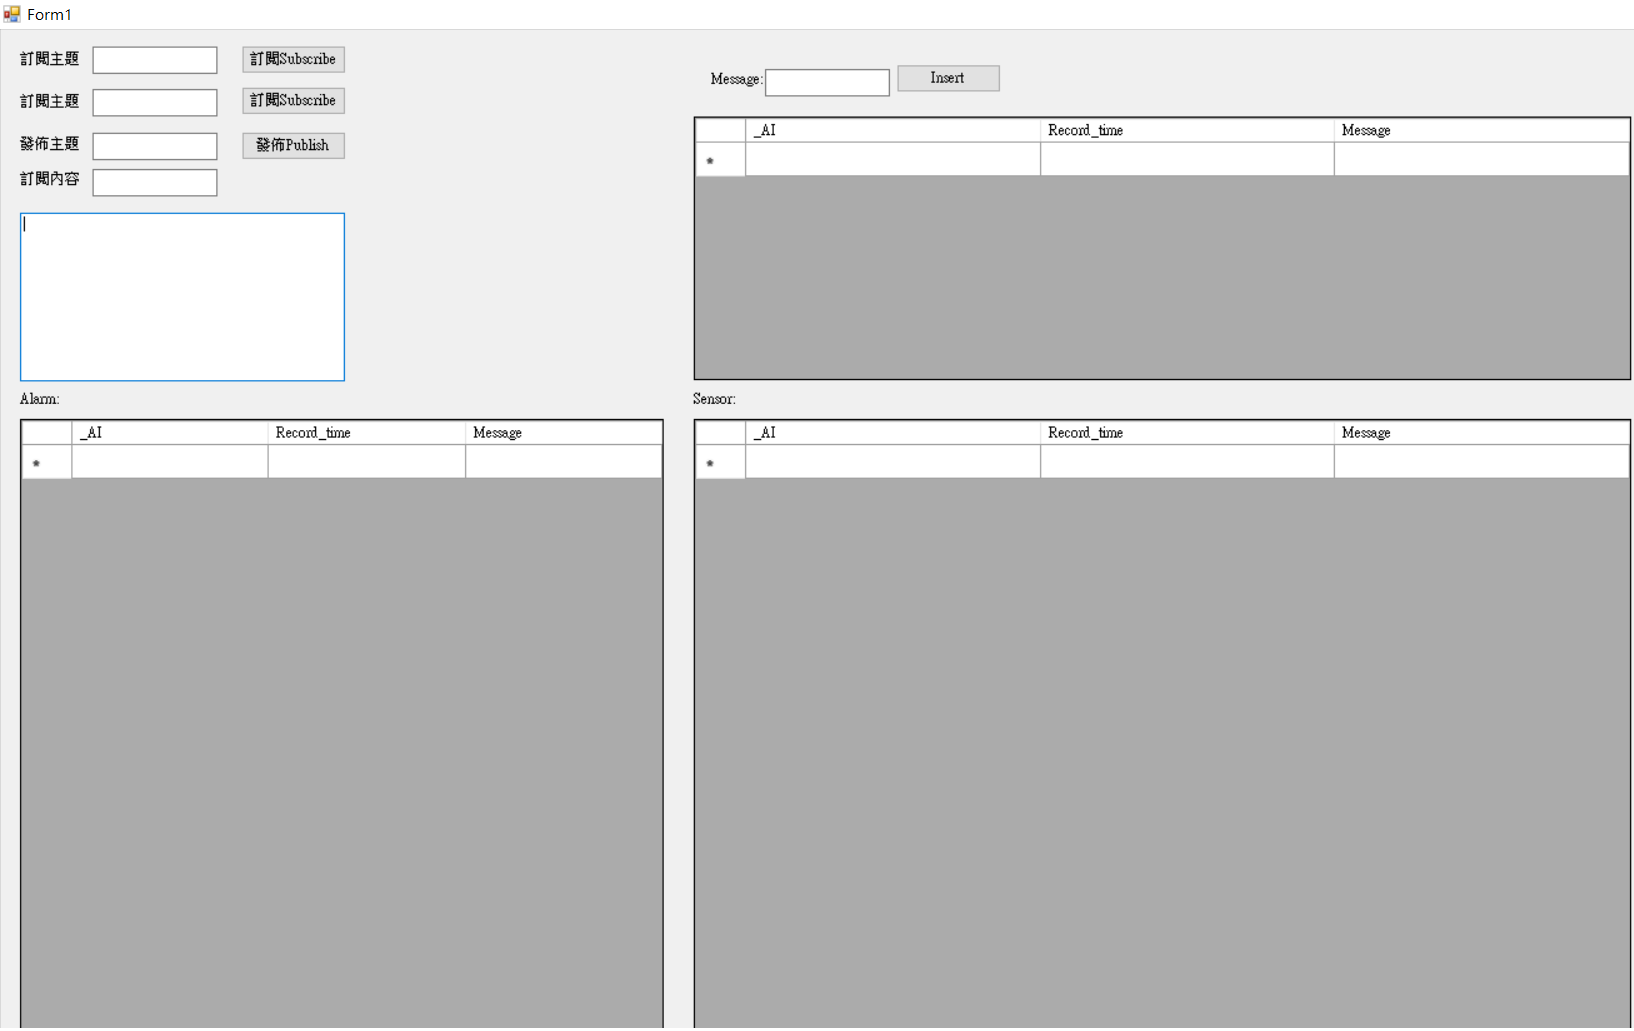 Form1
訂閱主題 訂閱Subscribe
訂閱主題 訂閱Subscribe
發佈主題 發佈Publish
訂閱內容
Message: Insert
_AI Record_time Message
Alarm:
_AI Record_time Message
Sensor:
_AI Record_time Message